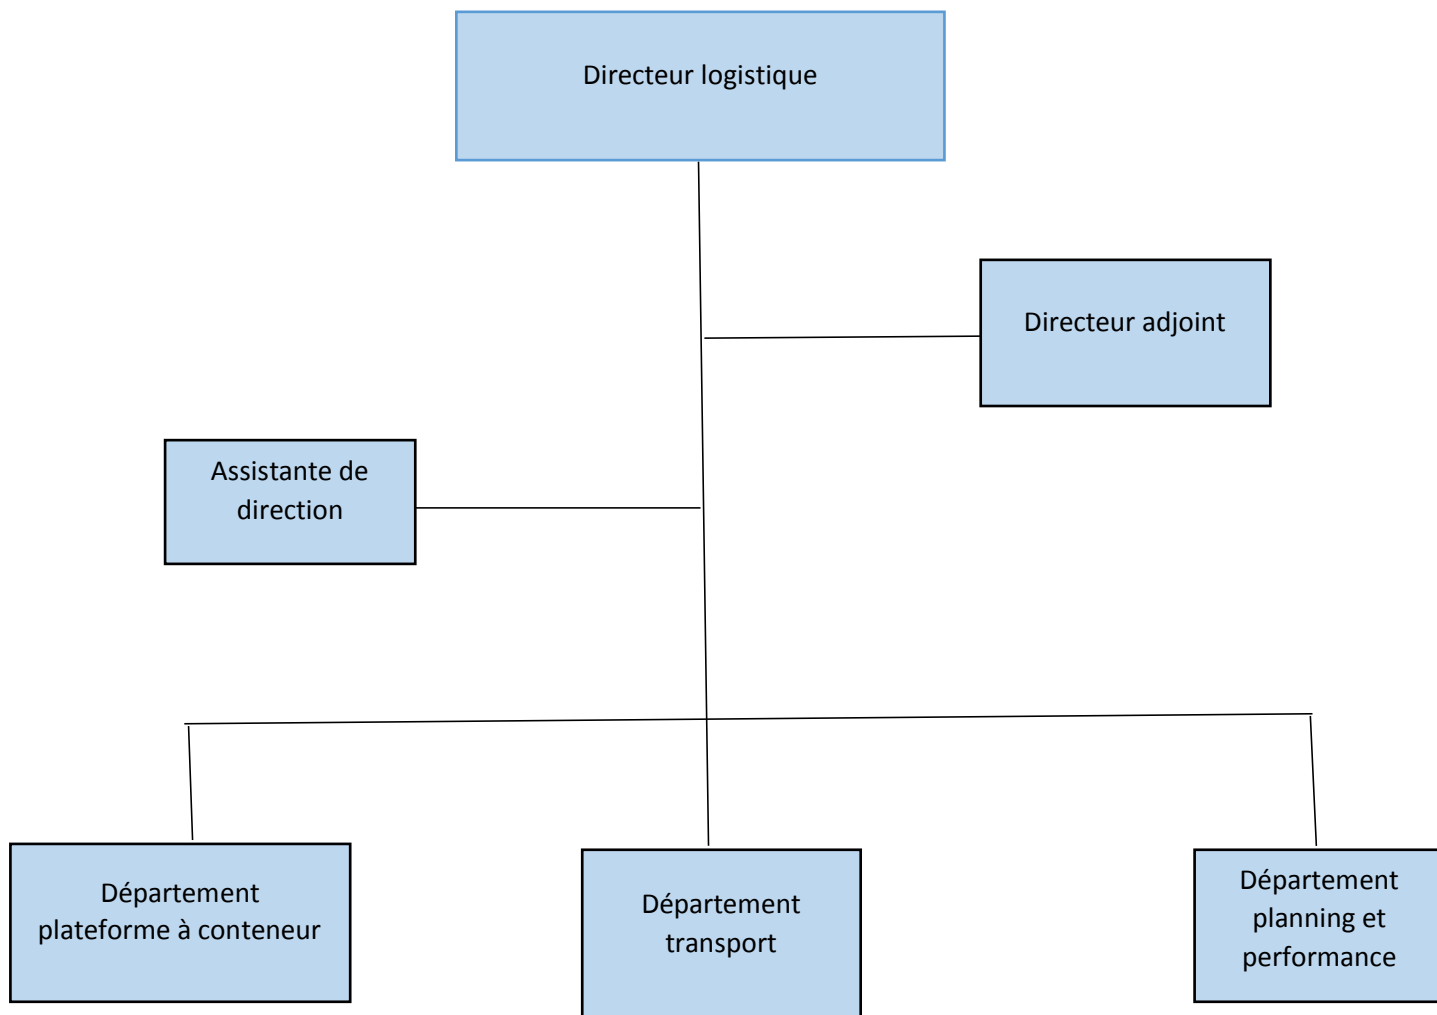 Directeur logistique
Directeur adjoint
Assistante de
direction
Département
plateforme à conteneur
Département
transport
Département
planning et
performance